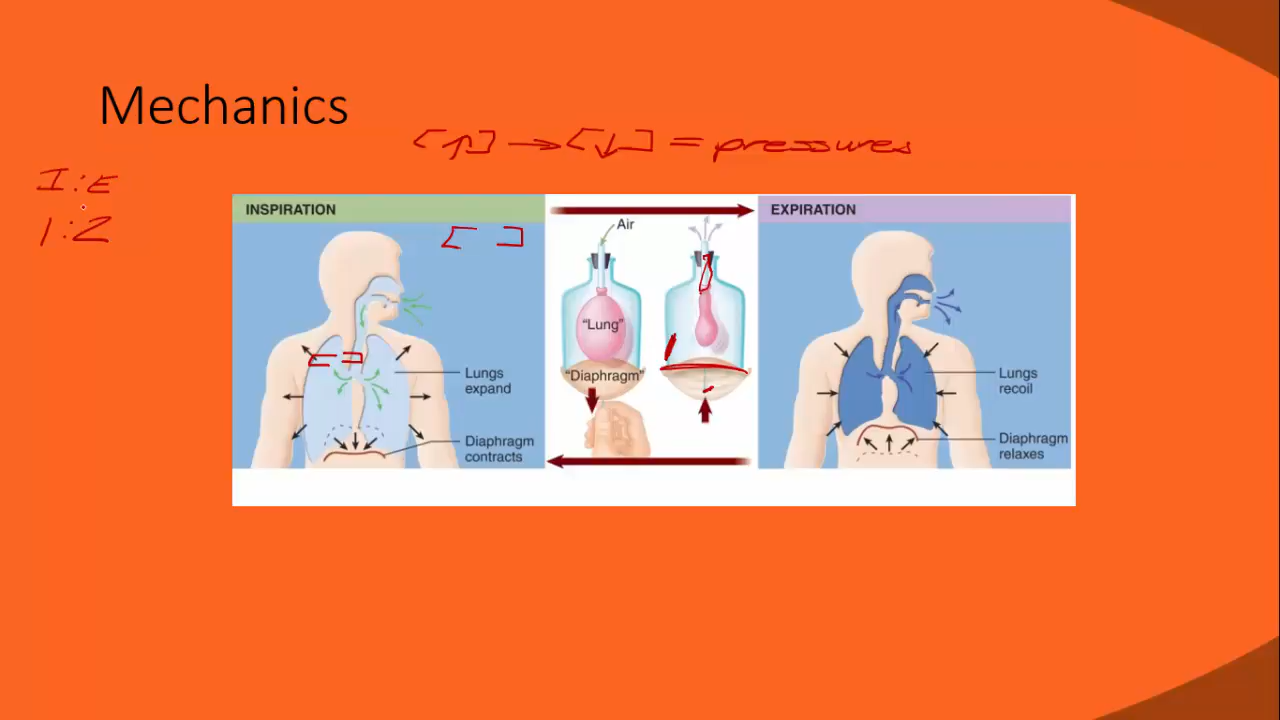 Mechanics
[↑] → [↓] = pressures
I:E
1:2
INSPIRATION
[ ]
Air
EXPIRATION
"Lung"
[ ]
Lungs
expand
"Diaphragm"
Lungs
recoil
Diaphragm
contracts
Diaphragm
relaxes